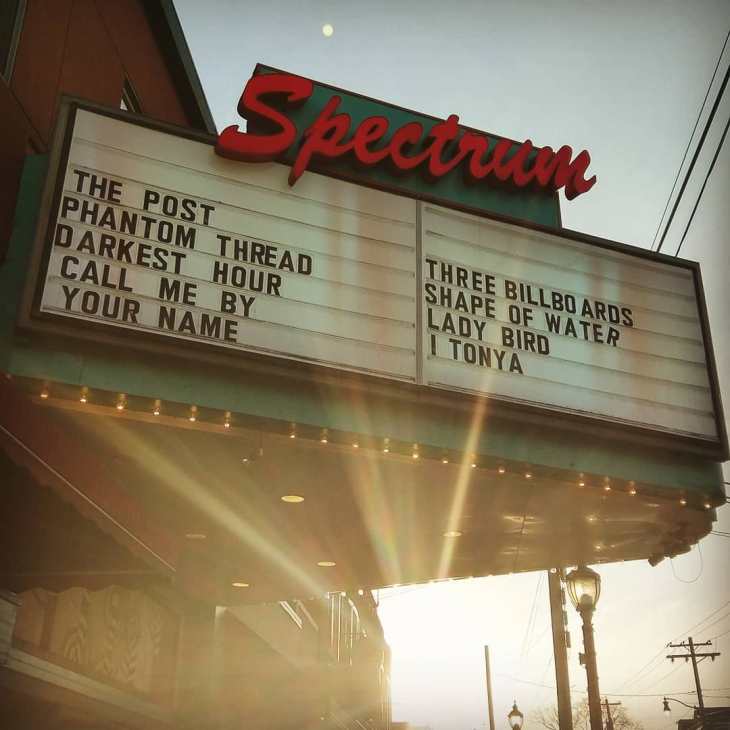 Spectrum
THE POST
PHANTOM THREAD
DARKEST HOUR
CALL ME BY
YOUR NAME
THREE BILLBOARDS
SHAPE OF WATER
LADY BIRD
I TONYA